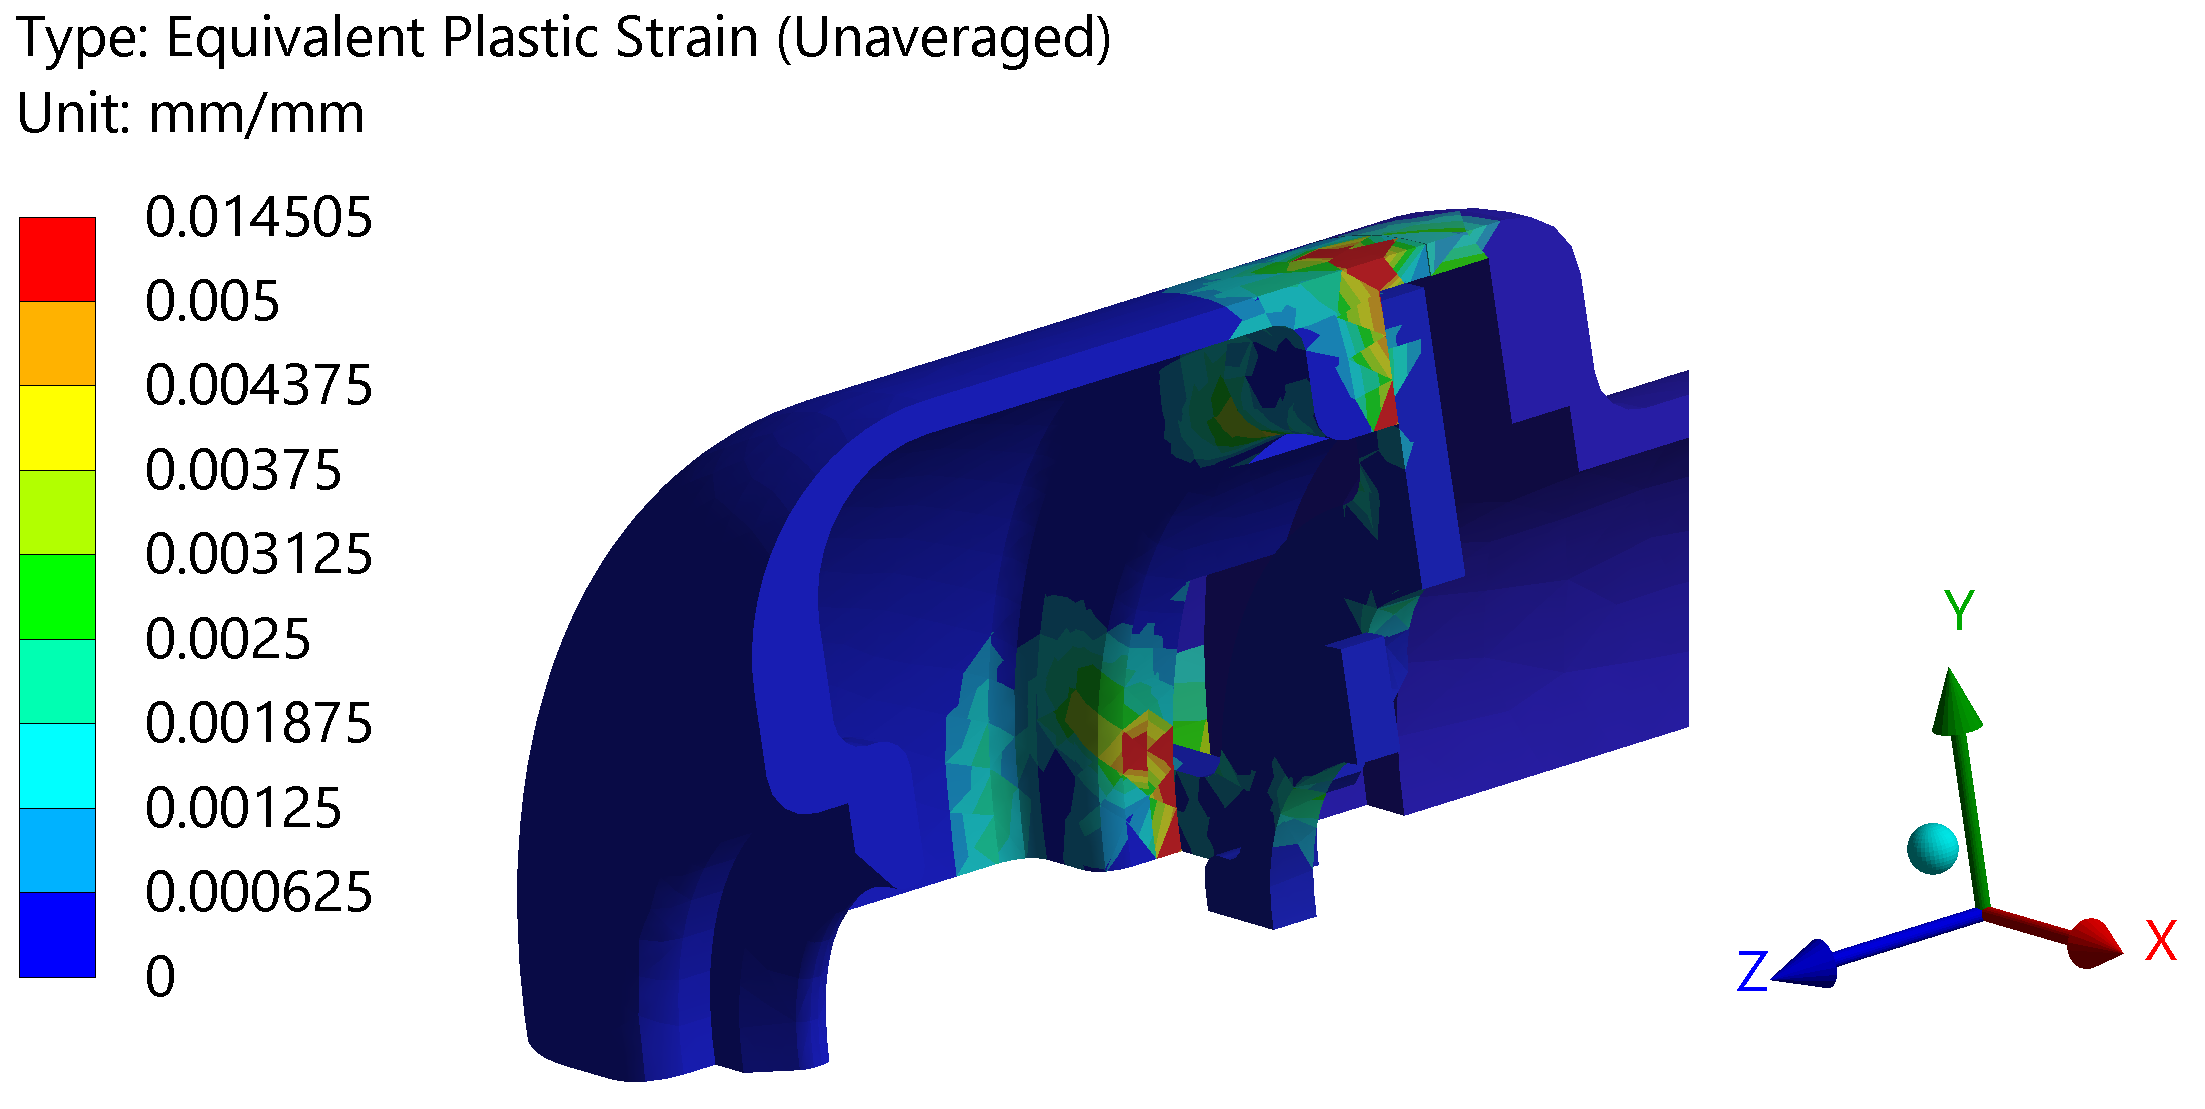 Type: Equivalent Plastic Strain (Unaveraged)
Unit: mm/mm
0.014505
0.005
0.004375
0.00375
0.003125
0.0025
0.001875
0.00125
0.000625
0
Y
X
Z